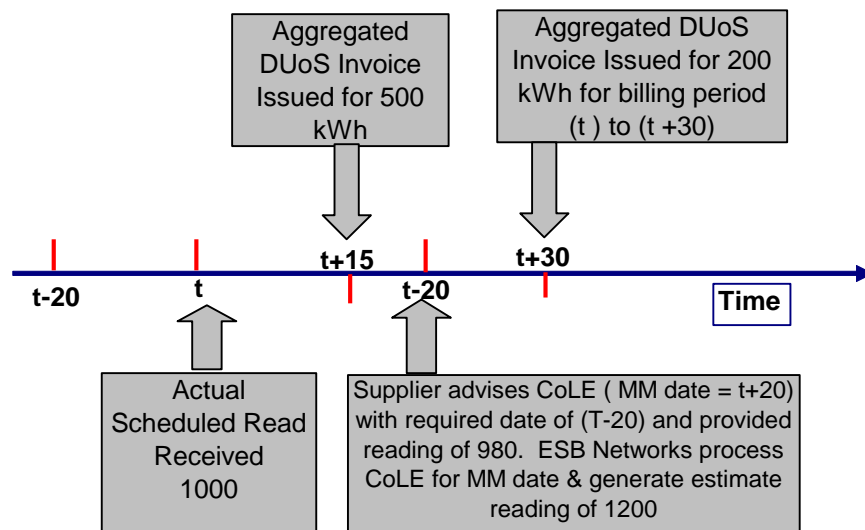 Aggregated
DUoS Invoice
Issued for 500
kWh
Aggregated DUoS
Invoice Issued for 200
kWh for billing period
(t ) to (t +30)
t+15
t+30
t-20
t
t-20
Time
Actual
Scheduled Read
Received
1000
Supplier advises CoLE ( MM date = t+20)
with required date of (T-20) and provided
reading of 980.  ESB Networks process
CoLE for MM date & generate estimate
reading of 1200